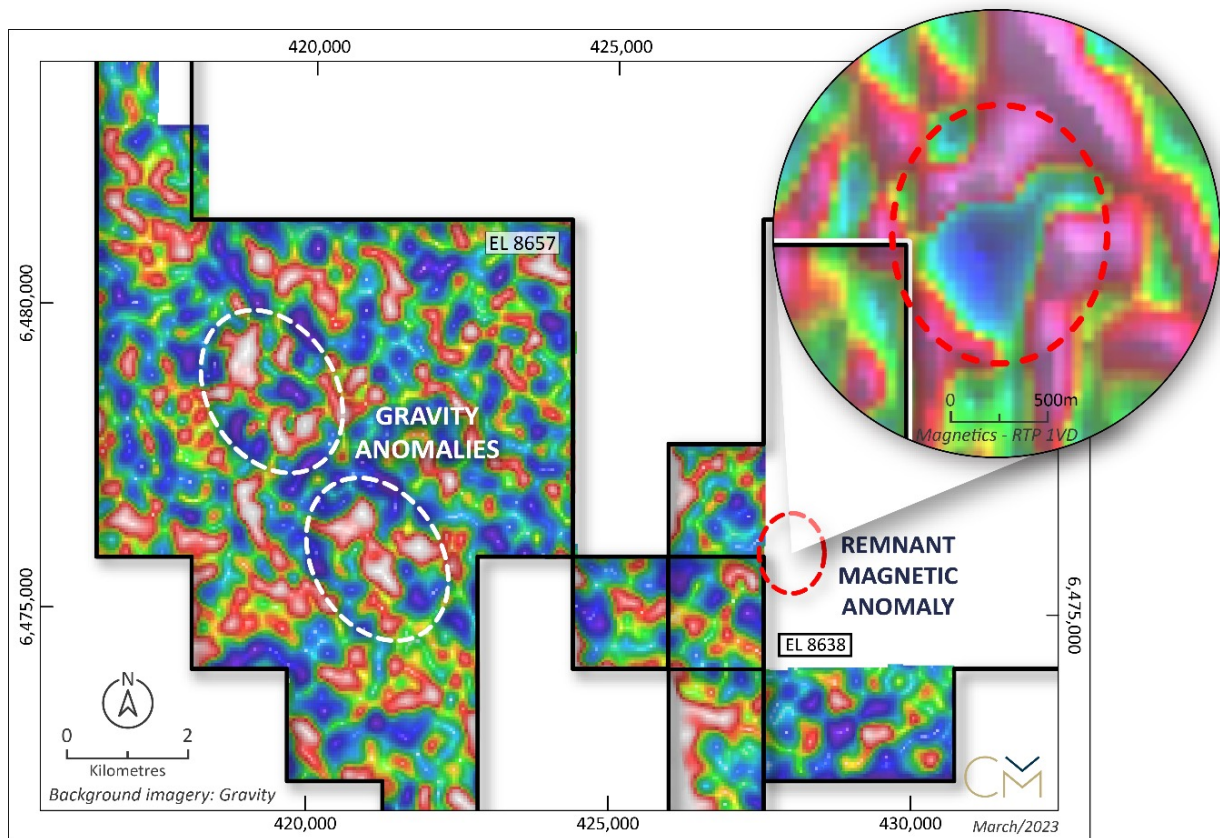 420,000
425,000
6,480,000
EL 8657
GRAVITY
ANOMALIES
0 500m
Magnetics - RTP 1VD
REMNANT
MAGNETIC
ANOMALY
6,475,000
6,475,000
EL 8638
N
0 2
Kilometres
Background imagery: Gravity
CM
March/2023
420,000
425,000
430,000